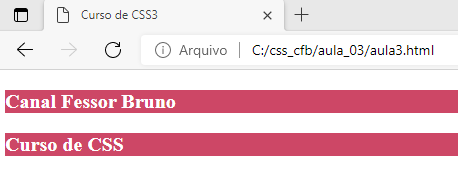 Curso de CSS3
Arquivo C:/css_cfb/aula_03/aula3.html
Canal Fessor Bruno
Curso de CSS